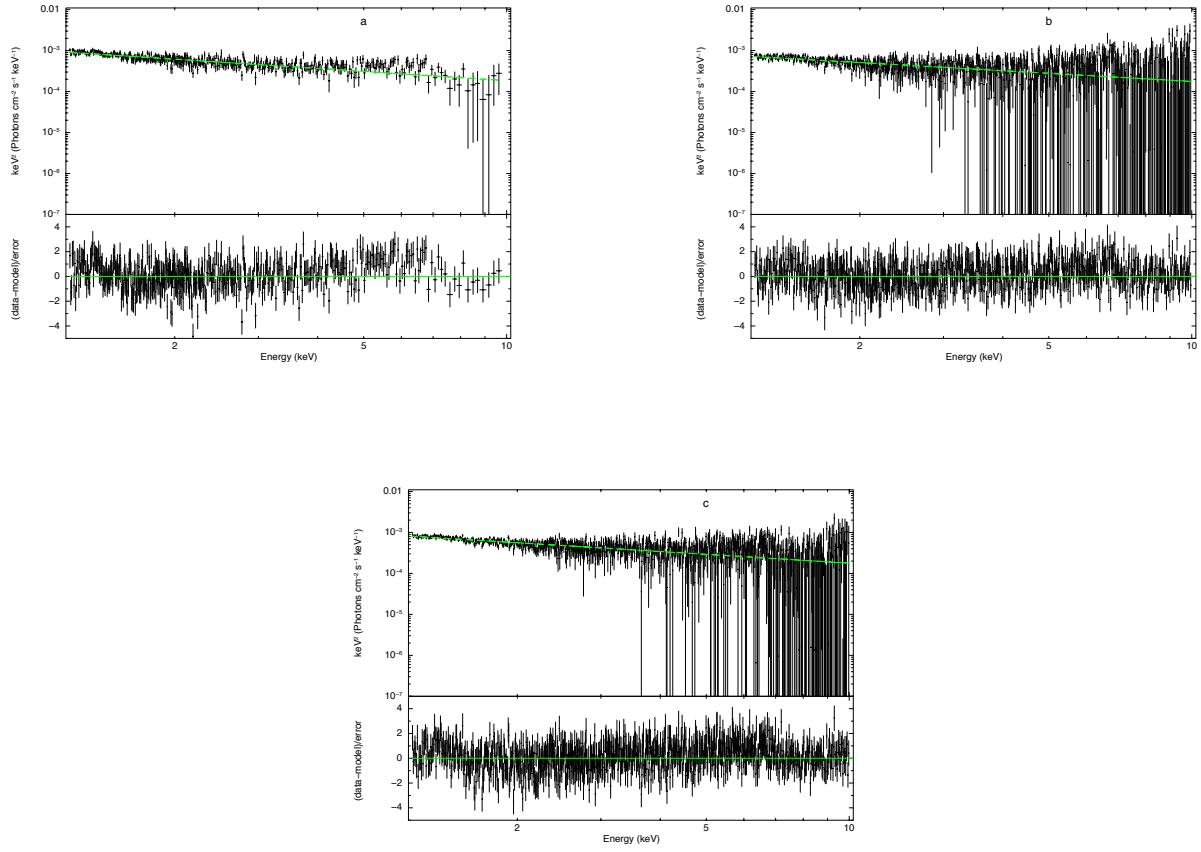 a
0.01
10⁻³
10⁻⁴
10⁻⁵
10⁻⁶
10⁻⁷
keV² (Photons cm⁻² s⁻¹ keV⁻¹)
4
2
0
−2
−4
(data−model)/error
2 5 10
Energy (keV)
b
0.01
10⁻³
10⁻⁴
10⁻⁵
10⁻⁶
10⁻⁷
keV² (Photons cm⁻² s⁻¹ keV⁻¹)
4
2
0
−2
−4
(data−model)/error
2 5 10
Energy (keV)
c
0.01
10⁻³
10⁻⁴
10⁻⁵
10⁻⁶
10⁻⁷
keV² (Photons cm⁻² s⁻¹ keV⁻¹)
4
2
0
−2
−4
(data−model)/error
2 5 10
Energy (keV)